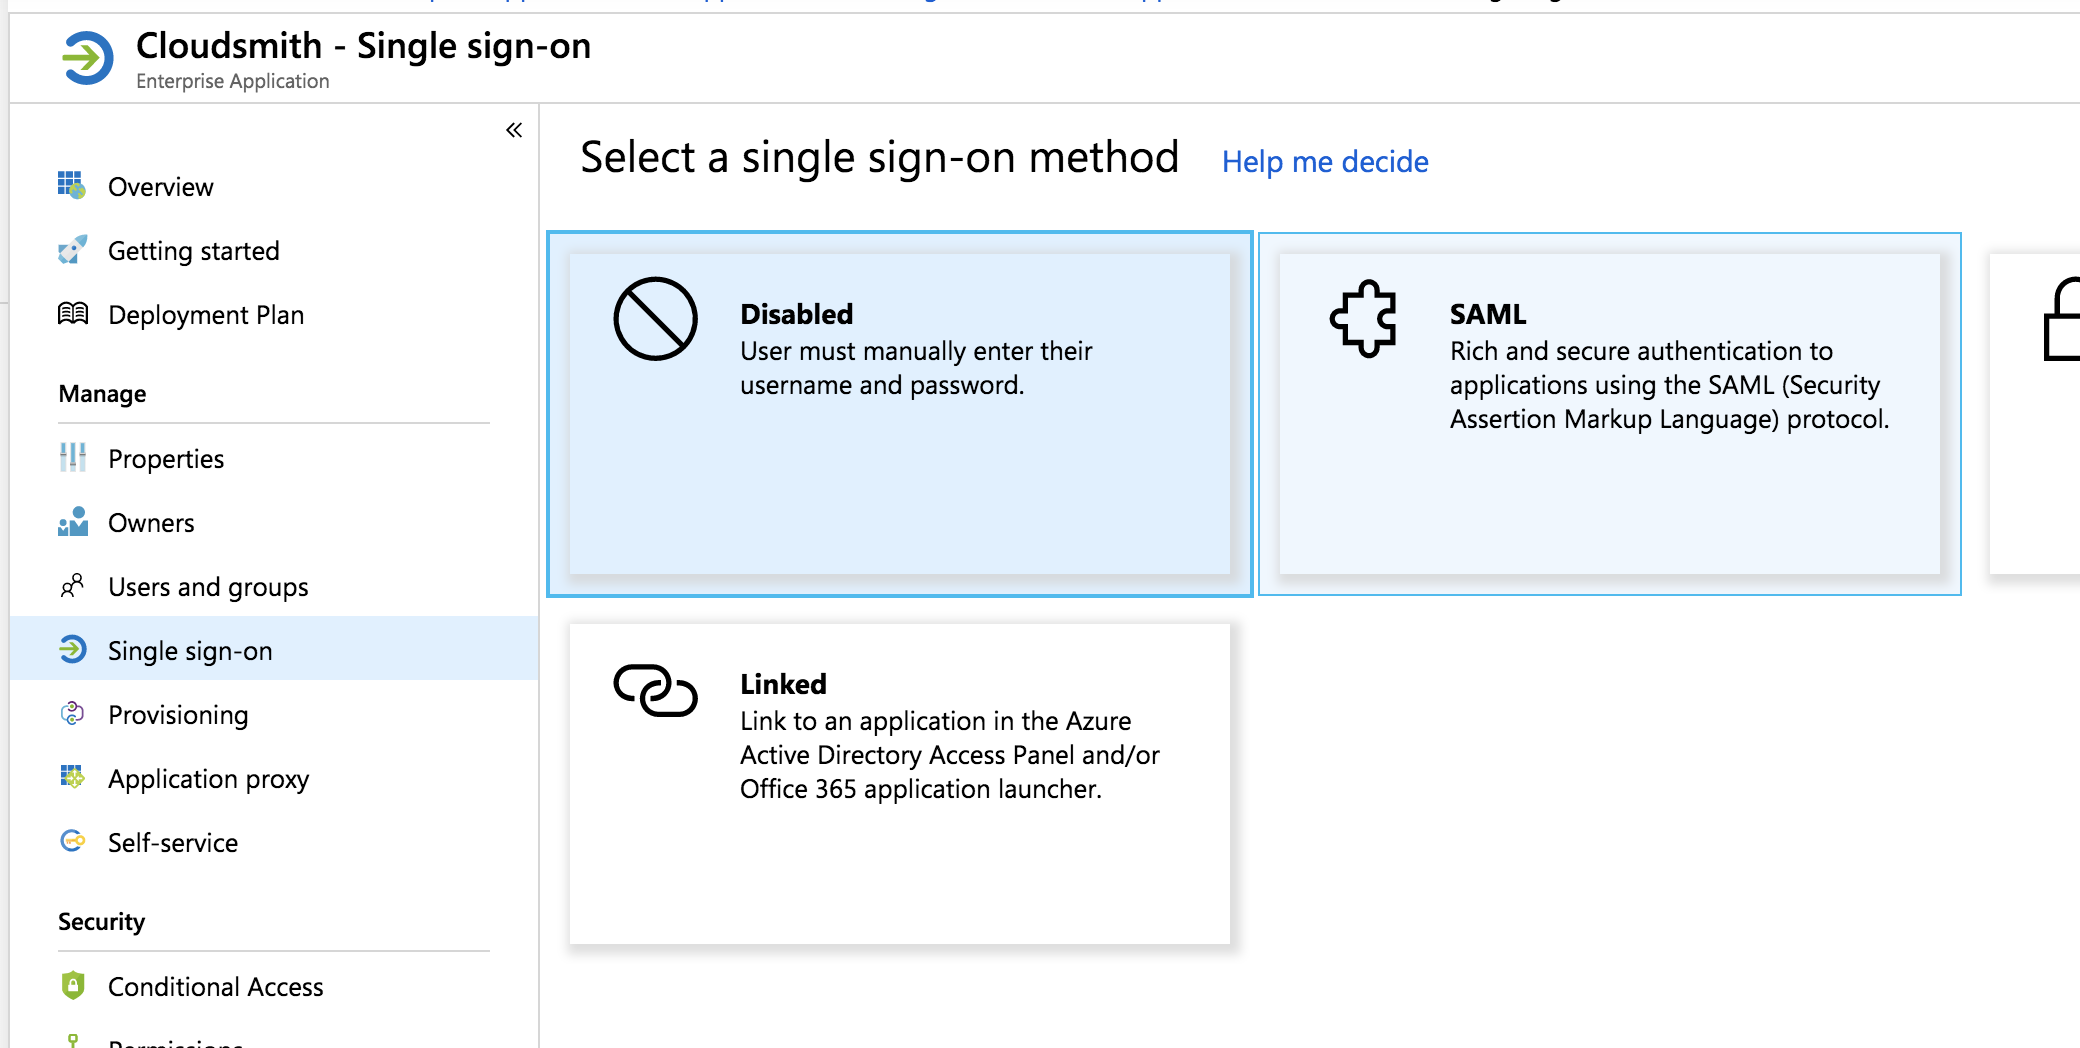 Cloudsmith - Single sign-on
Enterprise Application
«
Overview
Getting started
Deployment Plan
Manage
Properties
Owners
Users and groups
Single sign-on
Provisioning
Application proxy
Self-service
Security
Conditional Access
Permissions
Select a single sign-on method
Help me decide
Disabled
User must manually enter their
username and password.
SAML
Rich and secure authentication to
applications using the SAML (Security
Assertion Markup Language) protocol.
Linked
Link to an application in the Azure
Active Directory Access Panel and/or
Office 365 application launcher.